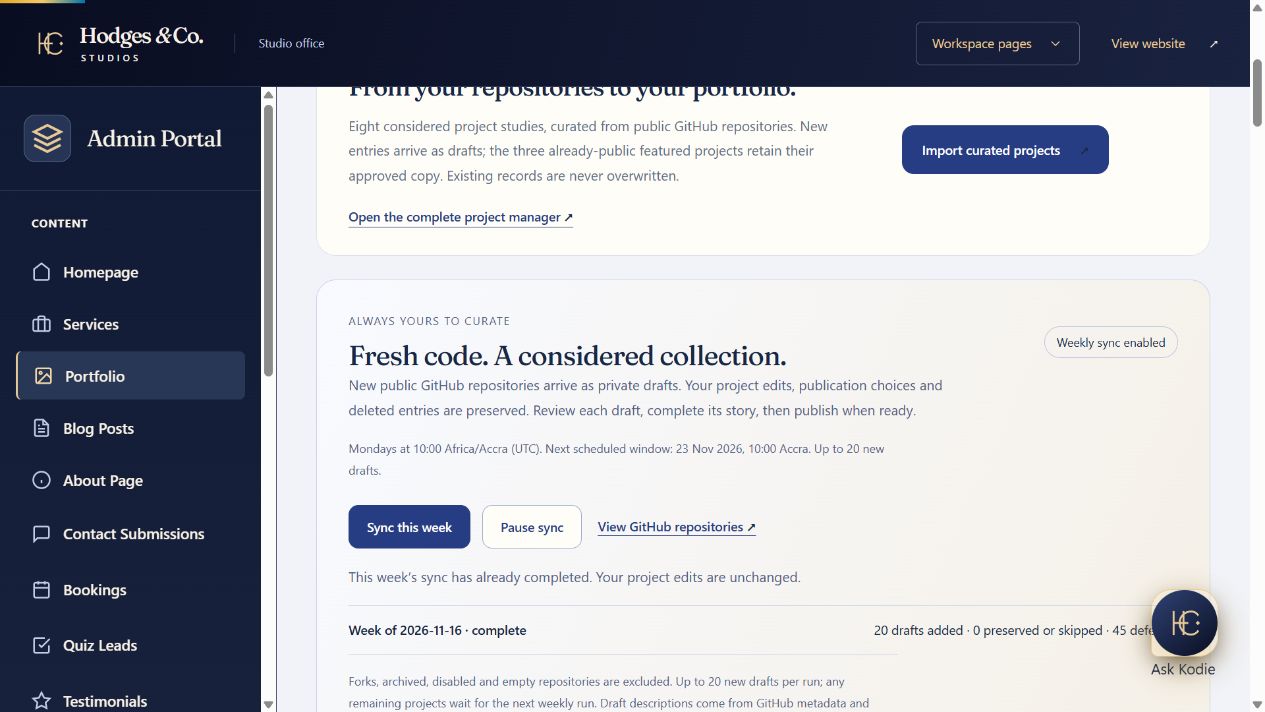 Hodges & Co.
STUDIOS
Studio office
Workspace pages
View website ↗
Admin Portal
CONTENT
Homepage
Services
Portfolio
Blog Posts
About Page
Contact Submissions
Bookings
Quiz Leads
Testimonials
From your repositories to your portfolio.
Eight considered project studies, curated from public GitHub repositories. New
entries arrive as drafts; the three already-public featured projects retain their
approved copy. Existing records are never overwritten.
Open the complete project manager ↗
Import curated projects ↗
ALWAYS YOURS TO CURATE
Fresh code. A considered collection.
Weekly sync enabled
New public GitHub repositories arrive as private drafts. Your project edits, publication choices and
deleted entries are preserved. Review each draft, complete its story, then publish when ready.
Mondays at 10:00 Africa/Accra (UTC). Next scheduled window: 23 Nov 2026, 10:00 Accra. Up to 20 new
drafts.
Sync this week
Pause sync
View GitHub repositories ↗
This week's sync has already completed. Your project edits are unchanged.
Week of 2026-11-16 · complete
20 drafts added · 0 preserved or skipped · 45
Forks, archived, disabled and empty repositories are excluded. Up to 20 new drafts per run; any
remaining projects wait for the next weekly run. Draft descriptions come from GitHub metadata and
HC
Ask Kodie